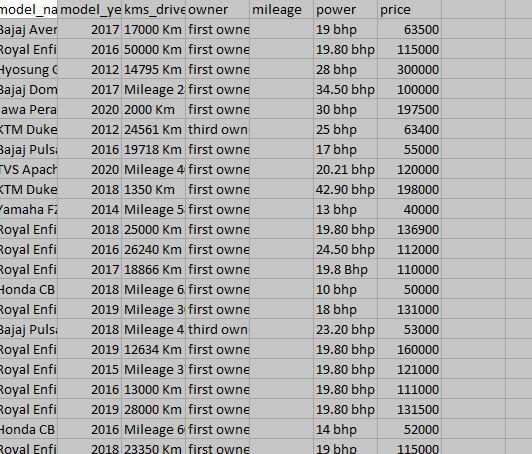 model_na model_ye kms_drive owner mileage power price
Bajaj Aver 2017 17000 Km first owne 19 bhp 63500
Royal Enfi 2016 50000 Km first owne 19.80 bhp 115000
Hyosung G 2012 14795 Km first owne 28 bhp 300000
Bajaj Dom 2017 Mileage 2 first owne 34.50 bhp 100000
Jawa Pera 2020 2000 Km first owne 30 bhp 197500
KTM Duke 2012 24561 Km third own 25 bhp 63400
Bajaj Pulsa 2016 19718 Km first owne 17 bhp 55000
TVS Apach 2020 Mileage 4 first owne 20.21 bhp 120000
KTM Duke 2018 1350 Km first owne 42.90 bhp 198000
Yamaha FZ 2014 Mileage 5 first owne 13 bhp 40000
Royal Enfi 2018 25000 Km first owne 19.80 bhp 136900
Royal Enfi 2016 26240 Km first owne 24.50 bhp 112000
Royal Enfi 2017 18866 Km first owne 19.8 Bhp 110000
Honda CB 2018 Mileage 6 first owne 10 bhp 50000
Royal Enfi 2019 Mileage 3 first owne 18 bhp 131000
Bajaj Pulsa 2018 Mileage 4 third own 23.20 bhp 53000
Royal Enfi 2019 12634 Km first owne 19.80 bhp 160000
Royal Enfi 2015 Mileage 3 first owne 19.80 bhp 121000
Royal Enfi 2016 13000 Km first owne 19.80 bhp 111000
Royal Enfi 2019 28000 Km first owne 19.80 bhp 131500
Honda CB 2016 Mileage 6 first owne 14 bhp 52000
Royal Enfi 2018 23350 Km first owne 19 bhp 115000